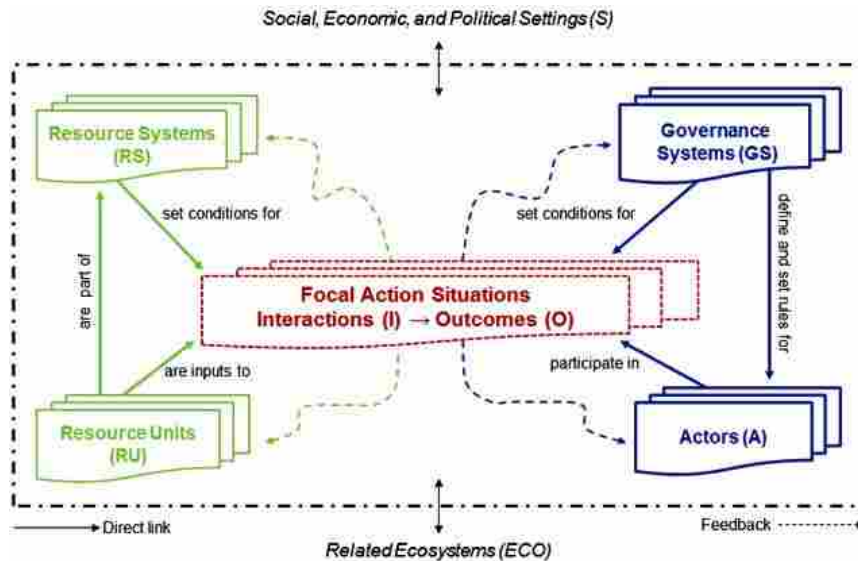 Social, Economic, and Political Settings (S)
Resource Systems
(RS)
Governance
Systems (GS)
set conditions for
set conditions for
are part of
define and set rules for
Focal Action Situations
Interactions (I) → Outcomes (O)
are inputs to
participate in
Resource Units
(RU)
Actors (A)
Direct link
Feedback
Related Ecosystems (ECO)